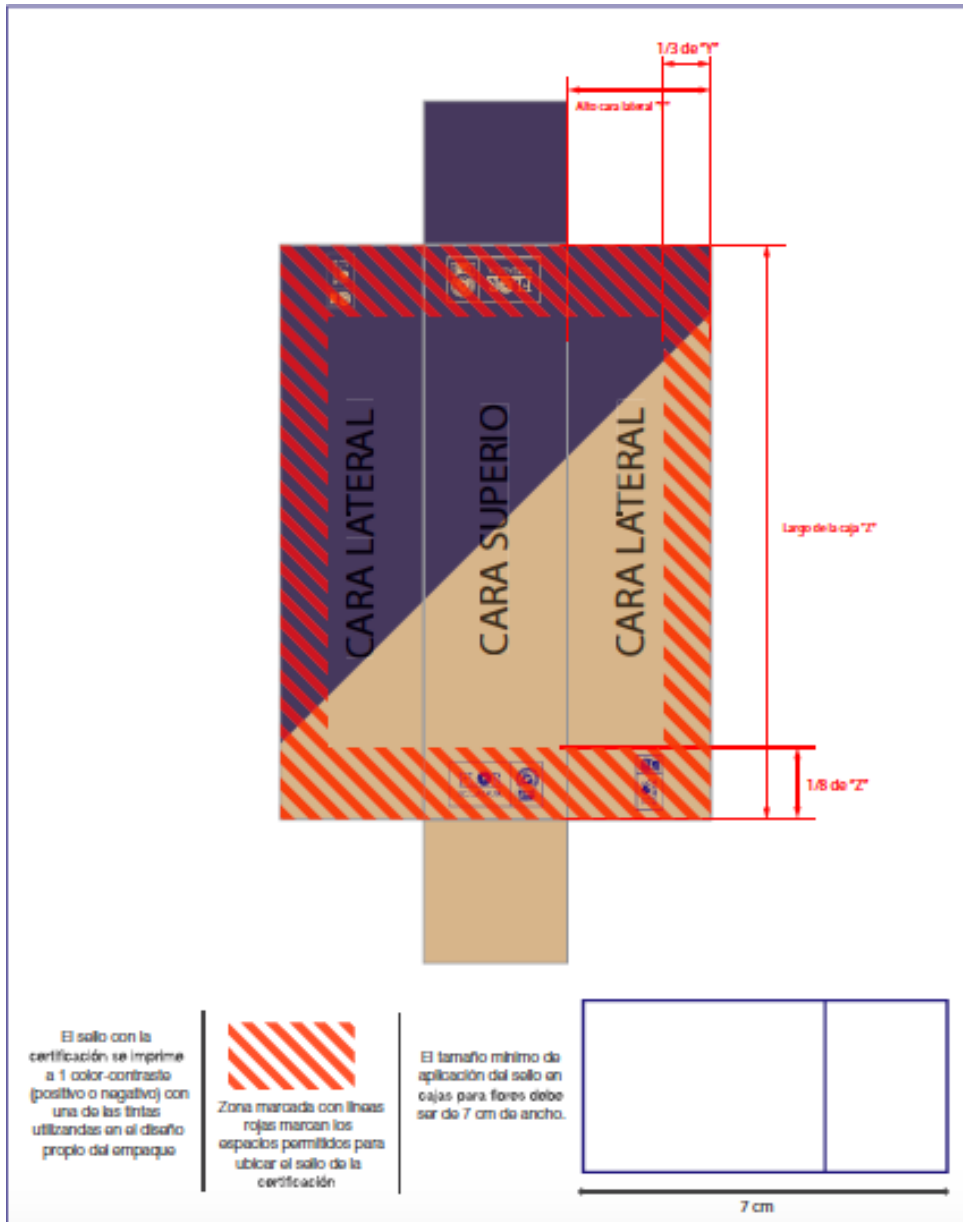 1/3 de "Y"
Alto cara lateral "Y"
CARA LATERAL
CARA SUPERIO
CARA LATERAL
Largo de la caja "Z"
1/8 de "Z"
El sello con la
certificación se imprime
a 1 color-contraste
(positivo o negativo) con
una de las tintas
utilizandas en el diseño
propio del empaque
Zona marcada con líneas
rojas marcan los
espacios permitidos para
ubicar el sello de la
certificación
El tamaño mínimo de
aplicación del sello en
cajas para flores debe
ser de 7 cm de ancho.
7 cm